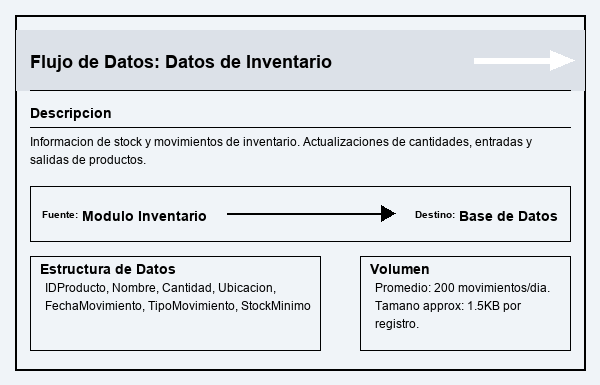 Flujo de Datos: Datos de Inventario
Descripcion
Informacion de stock y movimientos de inventario. Actualizaciones de cantidades, entradas y
salidas de productos.
Fuente: Modulo Inventario
Destino: Base de Datos
Estructura de Datos
IDProducto, Nombre, Cantidad, Ubicacion,
FechaMovimiento, TipoMovimiento, StockMinimo
Volumen
Promedio: 200 movimientos/dia.
Tamano approx: 1.5KB por
registro.